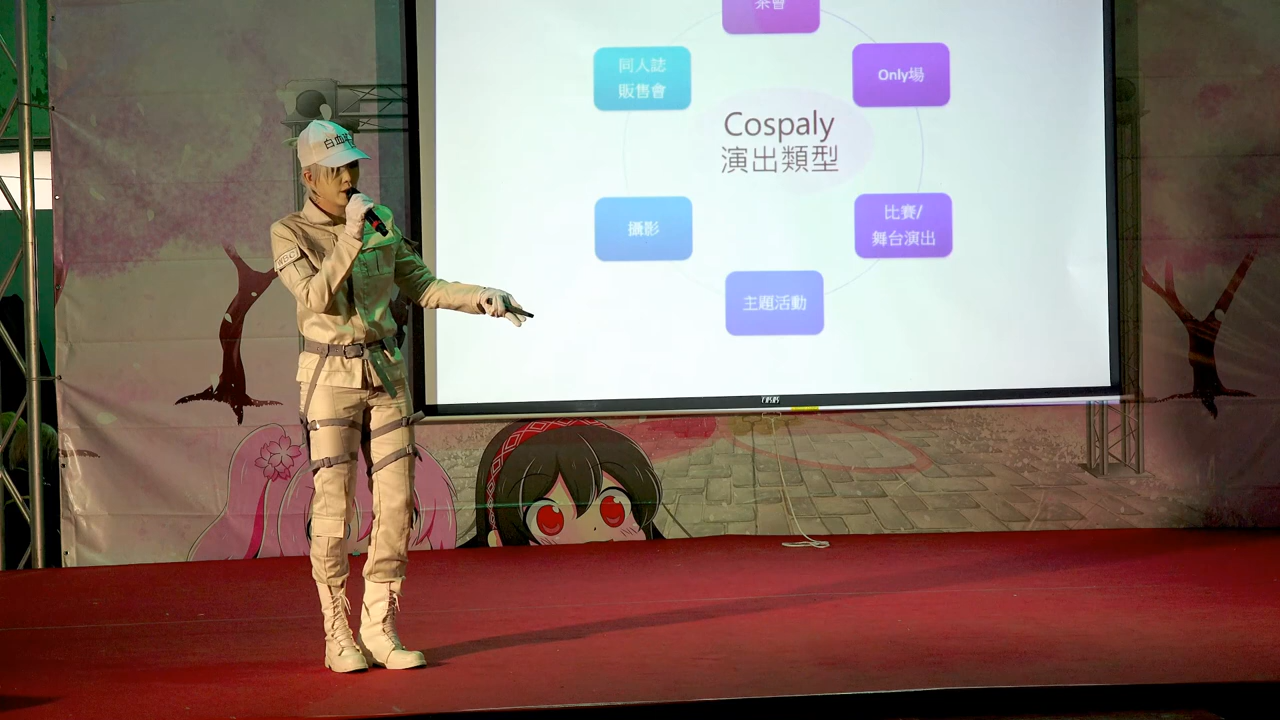 茶會
同人誌
販售會
Only場
Cospaly
演出類型
攝影
比賽/
舞台演出
主題活動
白血球
WBC